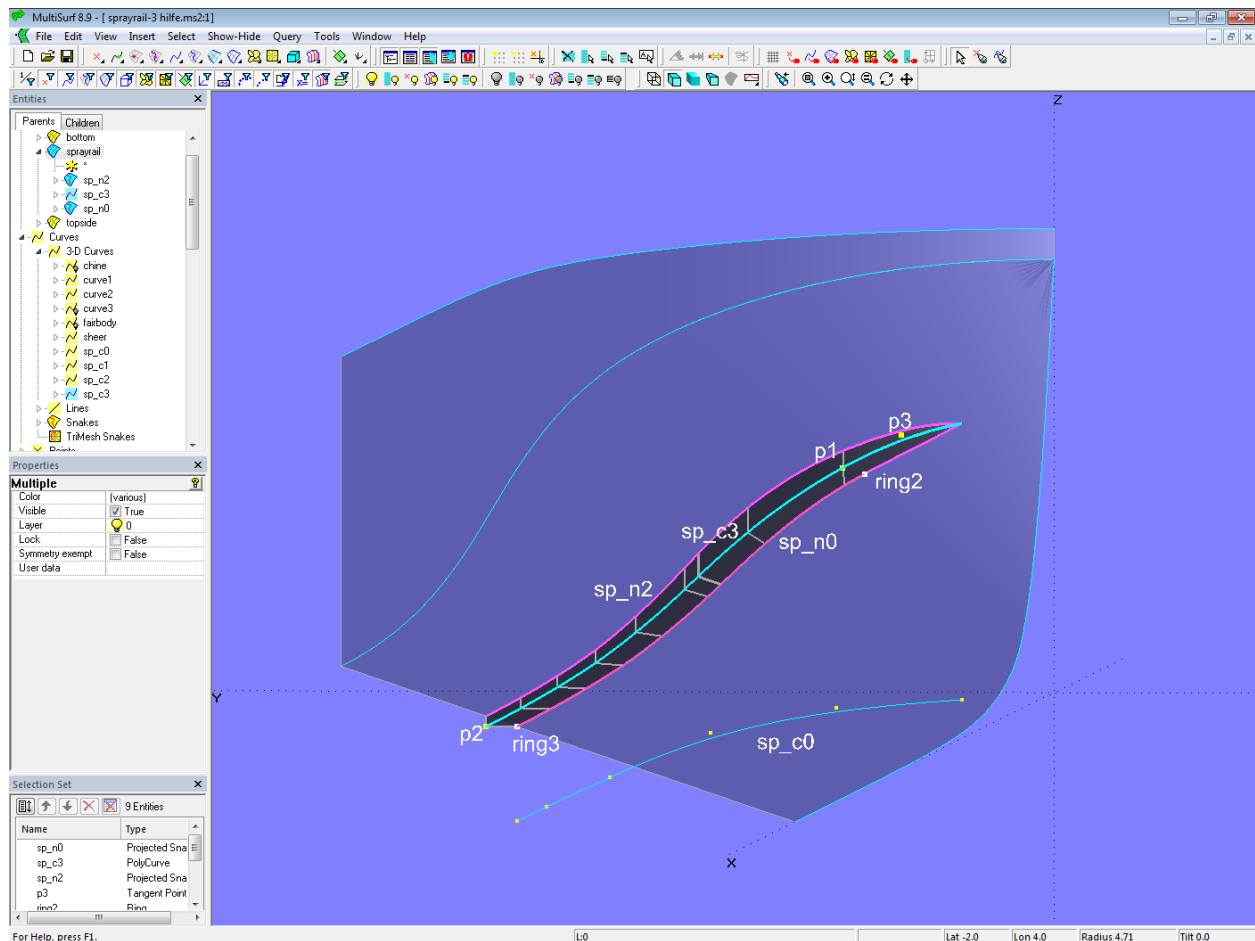 MultiSurf 8.9 - [ sprayrail-3 hilfe.ms2:1]
File Edit View Insert Select Show-Hide Query Tools Window Help
Entities
Parents Children
bottom
sprayrail
*
sp_n2
sp_c3
sp_n0
topside
Curves
3-D Curves
chine
curve1
curve2
curve3
fairbody
sheer
sp_c0
sp_c1
sp_c2
sp_c3
Lines
Snakes
TriMesh Snakes
Properties
Multiple
Color (various)
Visible True
Layer 0
Lock False
Symmetry exempt False
User data
Selection Set
9 Entities
Name Type
sp_n0 Projected Sna
sp_c3 PolyCurve
sp_n2 Projected Sna
p3 Tangent Point
ring2 Ring
Z
p3
p1
ring2
sp_c3
sp_n0
sp_n2
Y
p2
ring3
sp_c0
X
For Help, press F1. L:0 Lat -2.0 Lon 4.0 Radius 4.71 Tilt 0.0